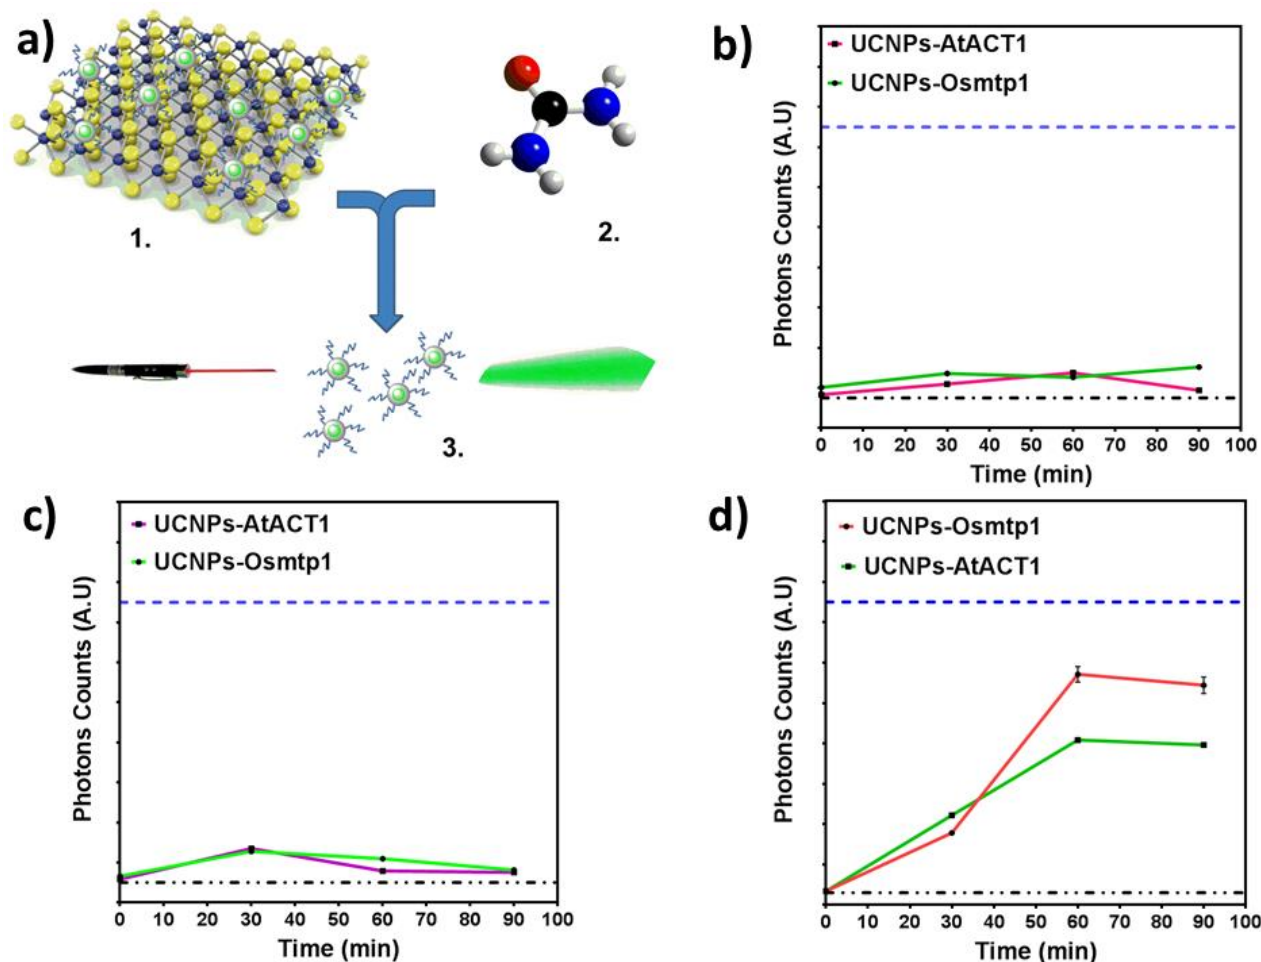 a)
1.
2.
3.
b)
UCNPs-AtACT1
UCNPs-Osmtp1
Photons Counts (A.U)
0 10 20 30 40 50 60 70 80 90 100
Time (min)
c)
UCNPs-AtACT1
UCNPs-Osmtp1
Photons Counts (A.U)
0 10 20 30 40 50 60 70 80 90 100
Time (min)
d)
UCNPs-Osmtp1
UCNPs-AtACT1
Photons Counts (A.U)
0 10 20 30 40 50 60 70 80 90 100
Time (min)